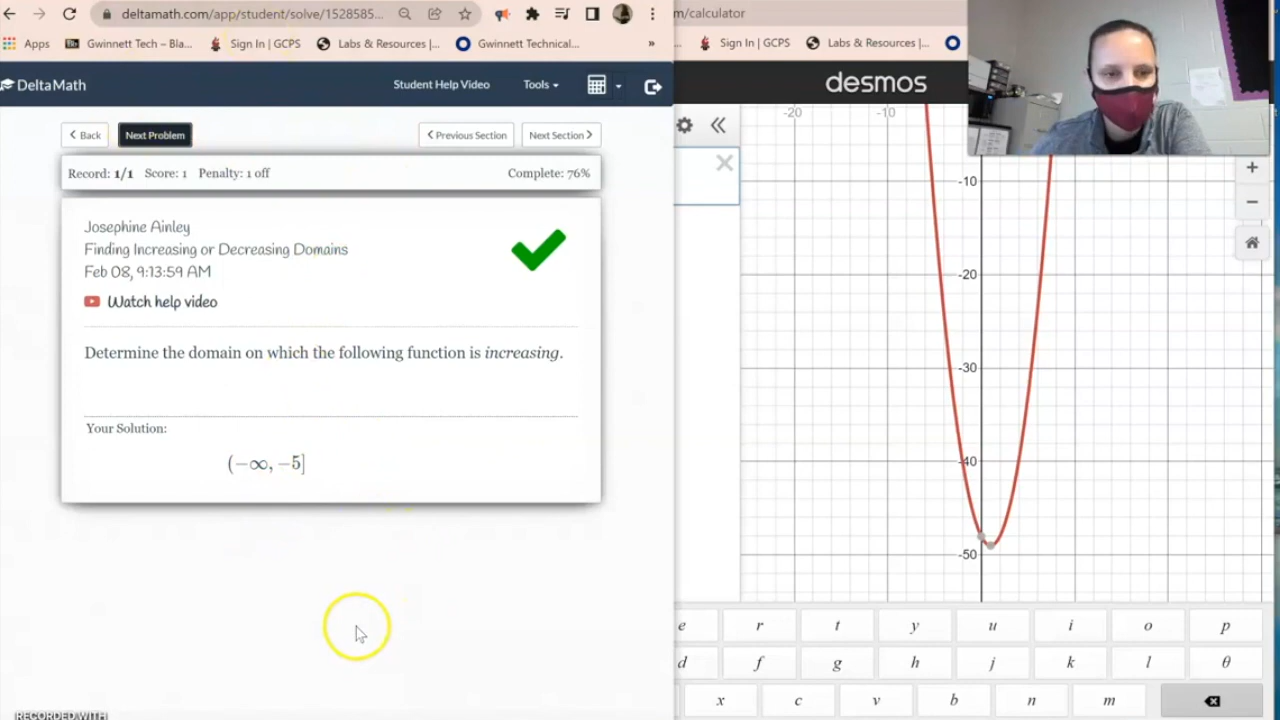 deltamath.com/app/student/solve/1528585...
m/calculator
Apps
Gwinnett Tech – Bla...
Sign In | GCPS
Labs & Resources |...
Gwinnett Technical...
»
Sign In | GCPS
Labs & Resources |...
DeltaMath
Student Help Video
Tools
desmos
Back
Next Problem
Previous Section
Next Section
Record: 1/1 Score: 1 Penalty: 1 off
Complete: 76%
Josephine Ainley
Finding Increasing or Decreasing Domains
Feb 08, 9:13:59 AM
Watch help video
Determine the domain on which the following function is increasing.
Your Solution:
(−∞, −5]
-20
-10
-10
-20
-30
-40
-50
e r t y u i o p
d f g h j k l θ
x c v b n m
RECORDED WITH